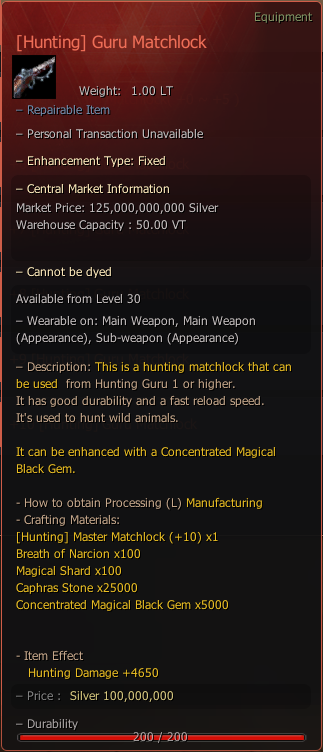 Equipment
[Hunting] Guru Matchlock
Weight: 1.00 LT
– Repairable Item
– Personal Transaction Unavailable
– Enhancement Type: Fixed
– Central Market Information
Market Price: 125,000,000,000 Silver
Warehouse Capacity : 50.00 VT
– Cannot be dyed
Available from Level 30
– Wearable on: Main Weapon, Main Weapon
(Appearance), Sub-weapon (Appearance)
– Description: This is a hunting matchlock that can
be used from Hunting Guru 1 or higher.
It has good durability and a fast reload speed.
It's used to hunt wild animals.
It can be enhanced with a Concentrated Magical
Black Gem.
- How to obtain Processing (L) Manufacturing
- Crafting Materials:
[Hunting] Master Matchlock (+10) x1
Breath of Narcion x100
Magical Shard x100
Caphras Stone x25000
Concentrated Magical Black Gem x5000
- Item Effect
Hunting Damage +4650
– Price : Silver 100,000,000
– Durability
200 / 200